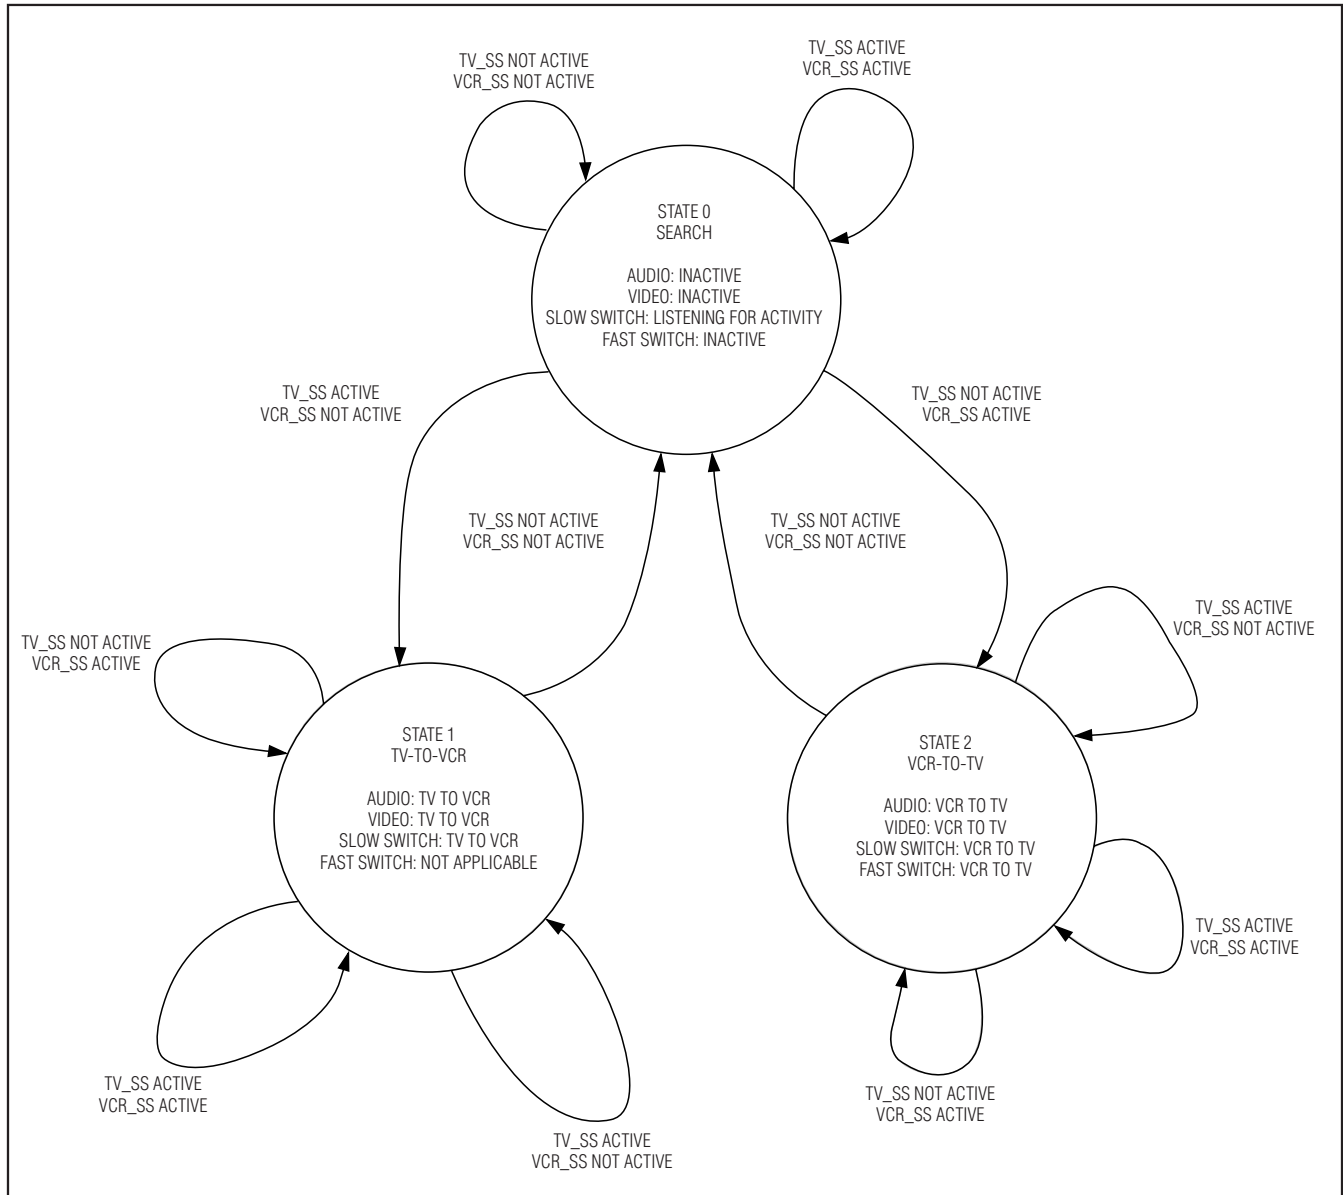 TV_SS NOT ACTIVE
VCR_SS NOT ACTIVE
TV_SS ACTIVE
VCR_SS ACTIVE
STATE 0
SEARCH
AUDIO: INACTIVE
VIDEO: INACTIVE
SLOW SWITCH: LISTENING FOR ACTIVITY
FAST SWITCH: INACTIVE
TV_SS ACTIVE
VCR_SS NOT ACTIVE
TV_SS NOT ACTIVE
VCR_SS ACTIVE
TV_SS NOT ACTIVE
VCR_SS NOT ACTIVE
TV_SS NOT ACTIVE
VCR_SS NOT ACTIVE
TV_SS NOT ACTIVE
VCR_SS ACTIVE
TV_SS ACTIVE
VCR_SS NOT ACTIVE
STATE 1
TV-TO-VCR
AUDIO: TV TO VCR
VIDEO: TV TO VCR
SLOW SWITCH: TV TO VCR
FAST SWITCH: NOT APPLICABLE
STATE 2
VCR-TO-TV
AUDIO: VCR TO TV
VIDEO: VCR TO TV
SLOW SWITCH: VCR TO TV
FAST SWITCH: VCR TO TV
TV_SS ACTIVE
VCR_SS ACTIVE
TV_SS ACTIVE
VCR_SS ACTIVE
TV_SS NOT ACTIVE
VCR_SS ACTIVE
TV_SS ACTIVE
VCR_SS NOT ACTIVE